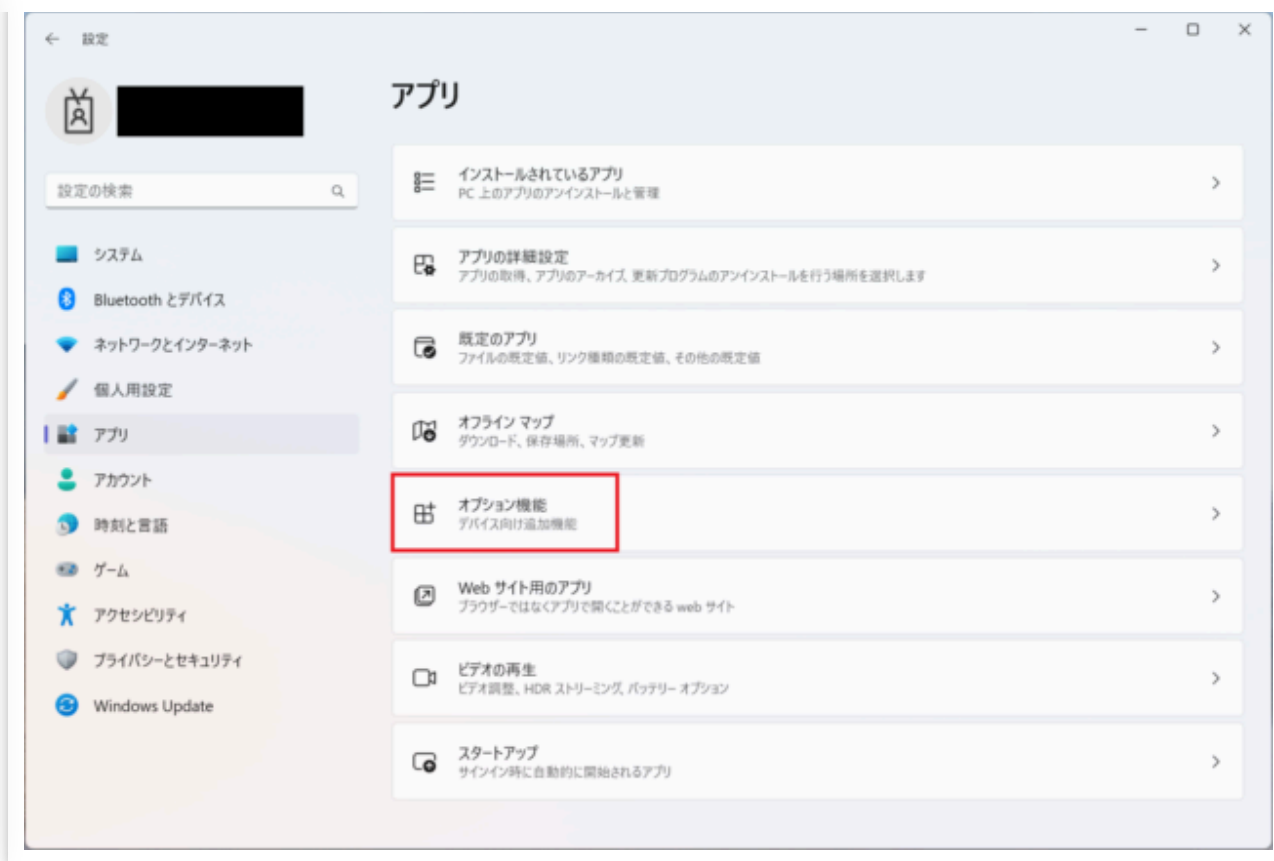 設定
アプリ
設定の検索
システム
Bluetooth とデバイス
ネットワークとインターネット
個人用設定
アプリ
アカウント
時刻と言語
ゲーム
アクセシビリティ
プライバシーとセキュリティ
Windows Update
インストールされているアプリ
PC 上のアプリのアンインストールと管理
アプリの詳細設定
アプリの取得、アプリのアーカイブ、更新プログラムのアンインストールを行う場所を選択します
既定のアプリ
ファイルの既定値、リンク種類の既定値、その他の既定値
オフライン マップ
ダウンロード、保存場所、マップ更新
オプション機能
デバイス向け追加機能
Web サイト用のアプリ
ブラウザーではなくアプリで開くことができる web サイト
ビデオの再生
ビデオ調整、HDR ストリーミング、バッテリー オプション
スタートアップ
サインイン時に自動的に開始されるアプリ